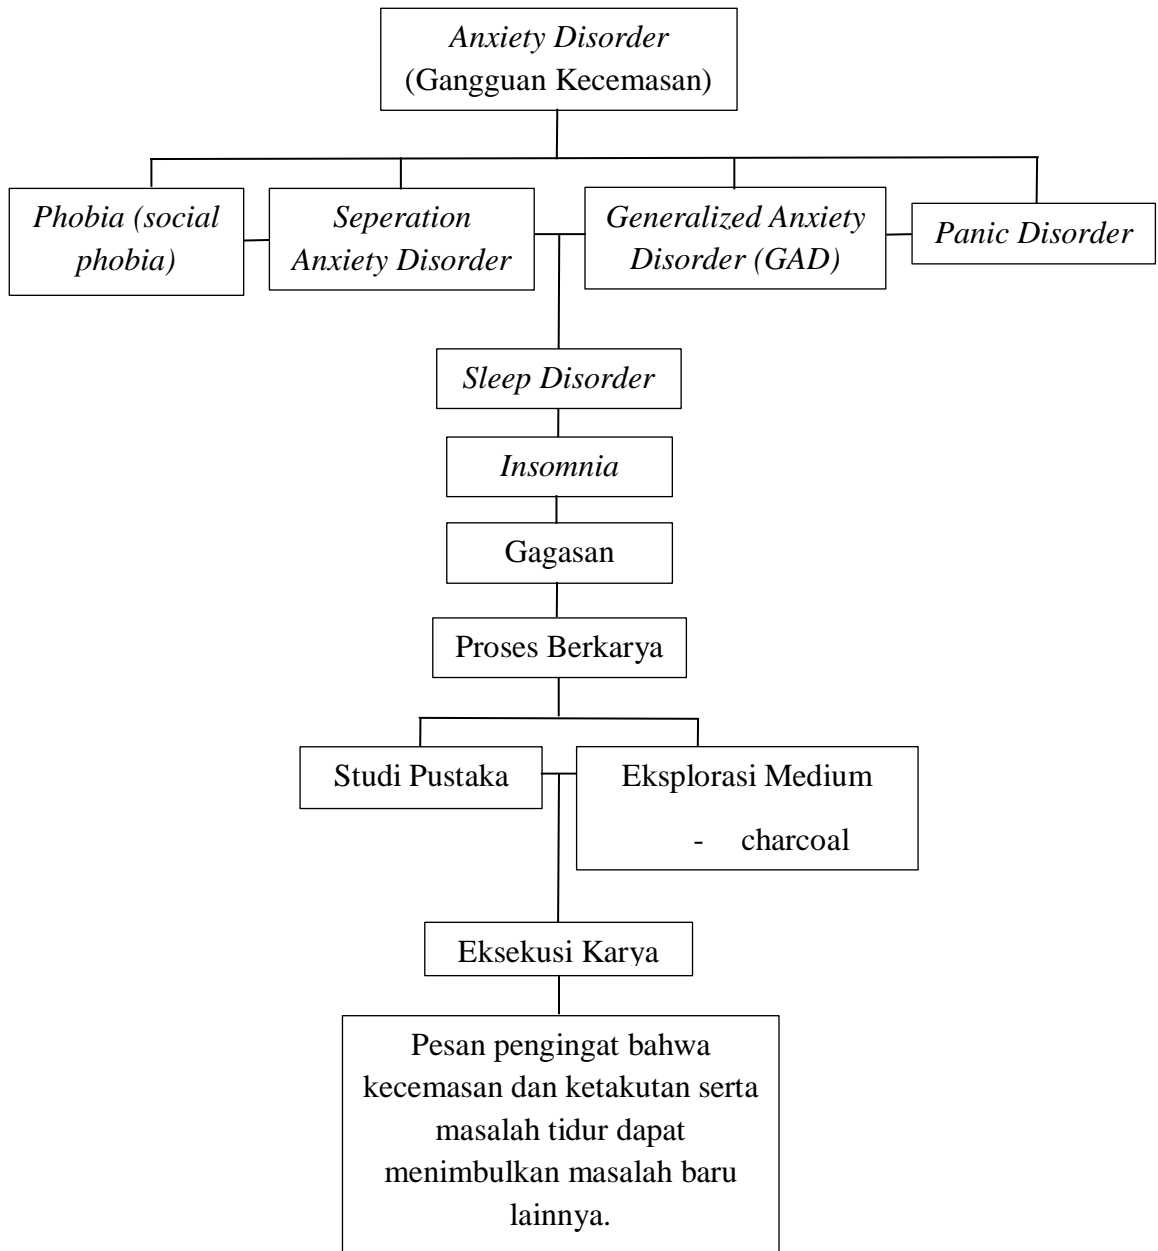 Anxiety Disorder
(Gangguan Kecemasan)
Phobia (social
phobia)
Seperation
Anxiety Disorder
Generalized Anxiety
Disorder (GAD)
Panic Disorder
Sleep Disorder
Insomnia
Gagasan
Proses Berkarya
Studi Pustaka
Eksplorasi Medium
- charcoal
Eksekusi Karya
Pesan pengingat bahwa
kecemasan dan ketakutan serta
masalah tidur dapat
menimbulkan masalah baru
lainnya.